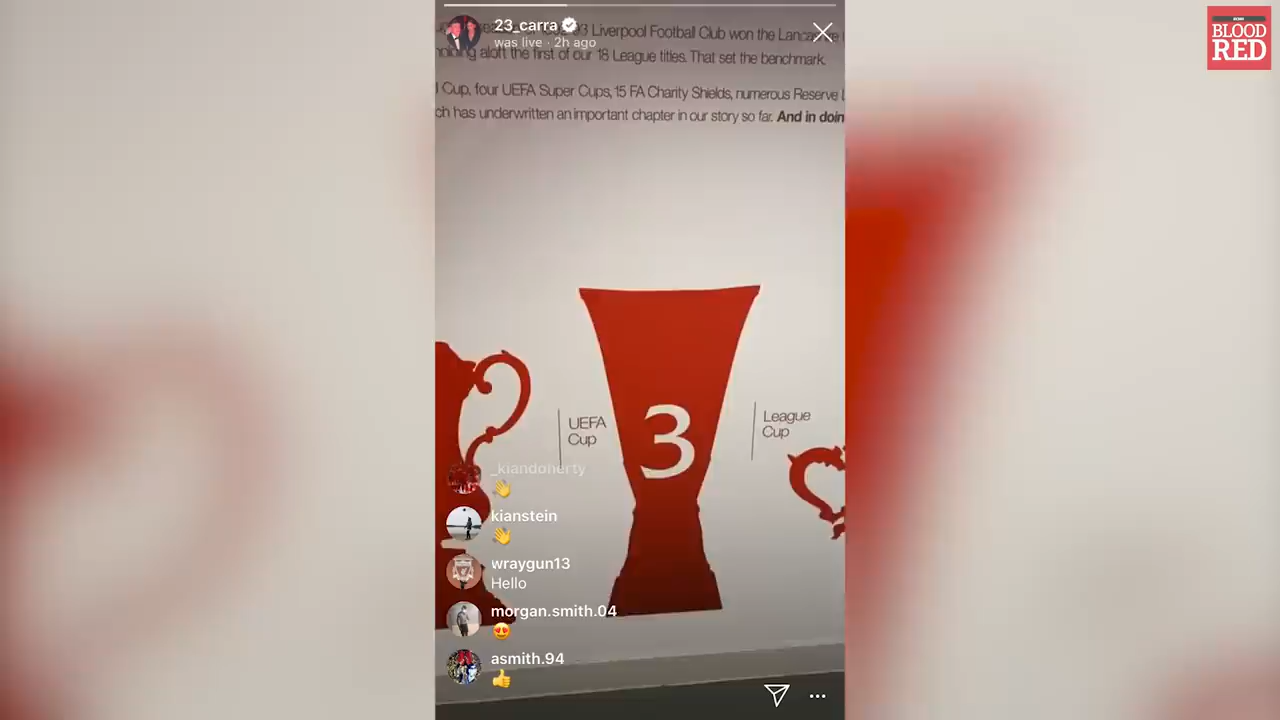 23_carra
was live · 2h ago
Liverpool Football Club won the
holding aloft the first of our 18 League titles. That set the benchmark.
Cup, four UEFA Super Cups, 15 FA Charity Shields, numerous Reserve
ch has underwritten an important chapter in our story so far. And in doin
BLOOD
RED
UEFA
Cup
3
League
Cup
_kiandoherty
👋
kianstein
👋
wraygun13
Hello
morgan.smith.04
😍
asmith.94
👍